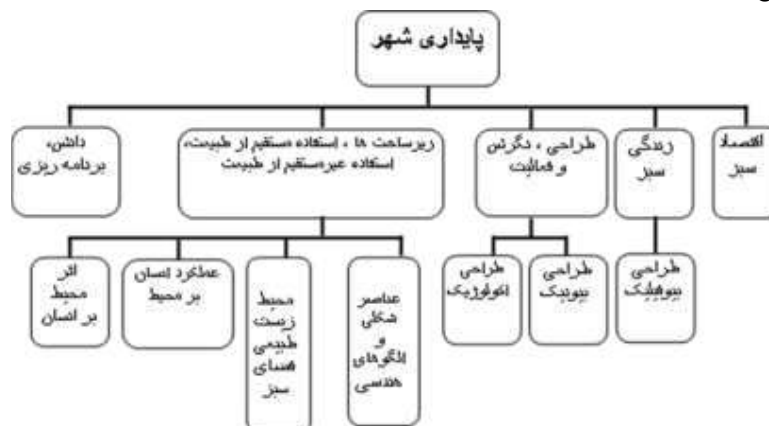 پایداری شهر
اقتصاد
سبز
زندگی
سبز
طراحی ، نگرش
و فعالیت
زیرساخت ها ، استفاده مستقیم از طبیعت،
استفاده غیرمستقیم از طبیعت
دانش،
برنامه ریزی
طراحی
بیوفیلیک
طراحی
بیونیک
طراحی
اکولوژیک
عناصر
شکلی
و
الگوهای
هندسی
محیط
زیست
طبیعی
فضای
سبز
عملکرد انسان
بر محیط
اثر
محیط
بر انسان